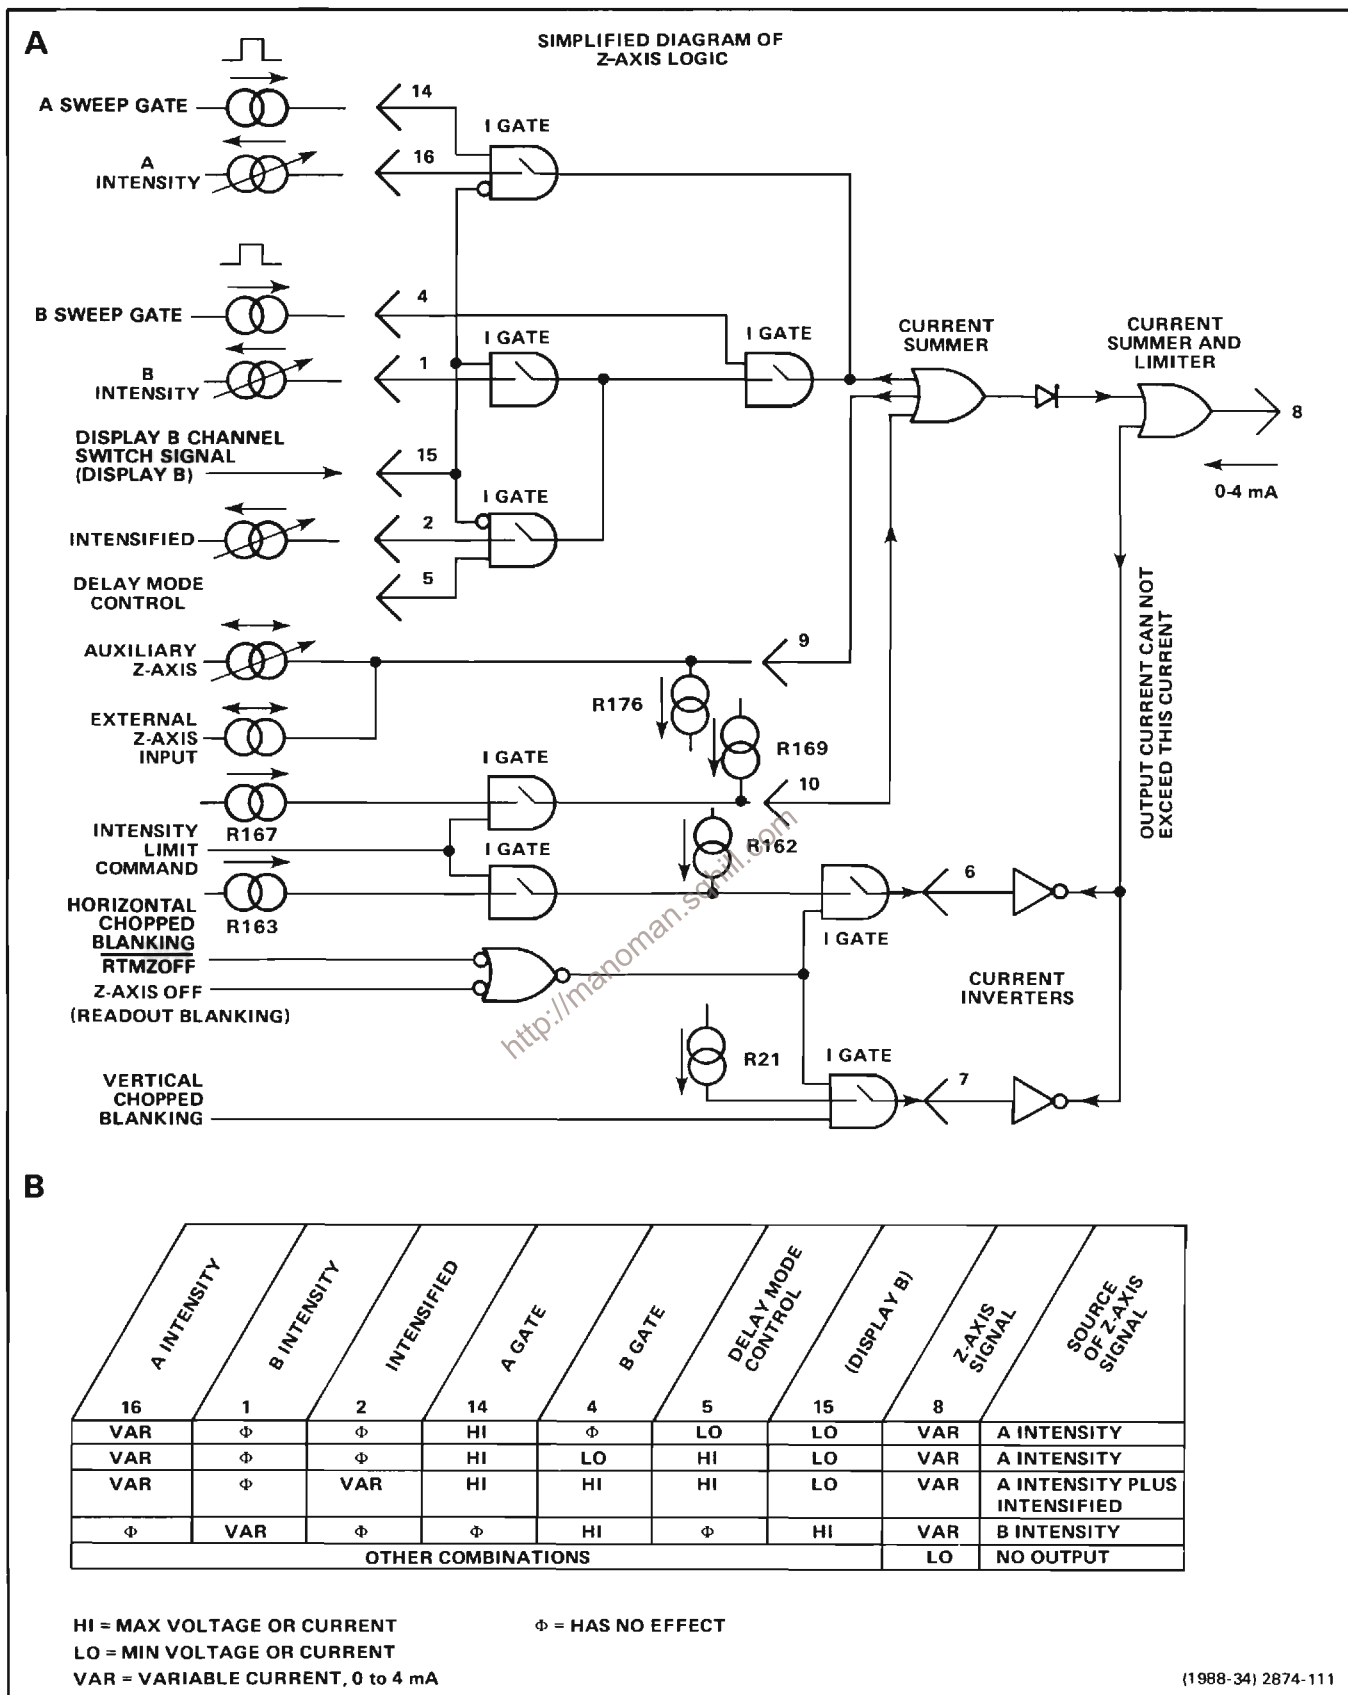 A
SIMPLIFIED DIAGRAM OF
Z-AXIS LOGIC
A SWEEP GATE
14
I GATE
A
INTENSITY
16
B SWEEP GATE
4
I GATE
I GATE
CURRENT
SUMMER
CURRENT
SUMMER AND
LIMITER
B
INTENSITY
1
8
DISPLAY B CHANNEL
SWITCH SIGNAL
(DISPLAY B)
15
0-4 mA
I GATE
INTENSIFIED
2
DELAY MODE
CONTROL
5
OUTPUT CURRENT CAN NOT
EXCEED THIS CURRENT
AUXILIARY
Z-AXIS
9
R176
EXTERNAL
Z-AXIS
INPUT
R169
I GATE
10
R167
INTENSITY
LIMIT
COMMAND
I GATE
R162
R163
6
HORIZONTAL
CHOPPED
BLANKING
I GATE
RTMZOFF
Z-AXIS OFF
(READOUT BLANKING)
CURRENT
INVERTERS
http://manoman.sqhill.com
R21
I GATE
7
VERTICAL
CHOPPED
BLANKING
B
A INTENSITY B INTENSITY INTENSIFIED A GATE B GATE DELAY MODE CONTROL (DISPLAY B) Z-AXIS SIGNAL SOURCE OF Z-AXIS SIGNAL
16 1 2 14 4 5 15 8
VAR Φ Φ HI Φ LO LO VAR A INTENSITY
VAR Φ Φ HI LO HI LO VAR A INTENSITY
VAR Φ VAR HI HI HI LO VAR A INTENSITY PLUS
INTENSIFIED
Φ VAR Φ Φ HI Φ HI VAR B INTENSITY
OTHER COMBINATIONS LO NO OUTPUT
HI = MAX VOLTAGE OR CURRENT Φ = HAS NO EFFECT
LO = MIN VOLTAGE OR CURRENT
VAR = VARIABLE CURRENT, 0 to 4 mA
(1988-34) 2874-111